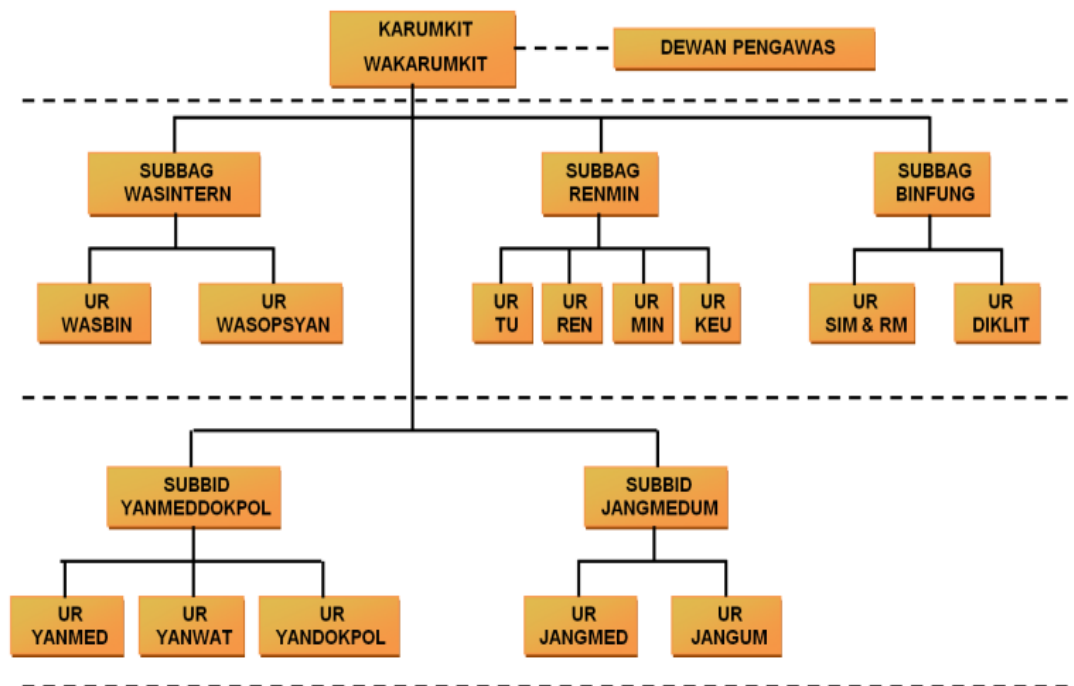 KARUMKIT
WAKARUMKIT
DEWAN PENGAWAS
SUBBAG
WASINTERN
SUBBAG
RENMIN
SUBBAG
BINFUNG
UR
WASBIN
UR
WASOPSYAN
UR
TU
UR
REN
UR
MIN
UR
KEU
UR
SIM & RM
UR
DIKLIT
SUBBID
YANMEDDOKPOL
SUBBID
JANGMEDUM
UR
YANMED
UR
YANWAT
UR
YANDOKPOL
UR
JANGMED
UR
JANGUM